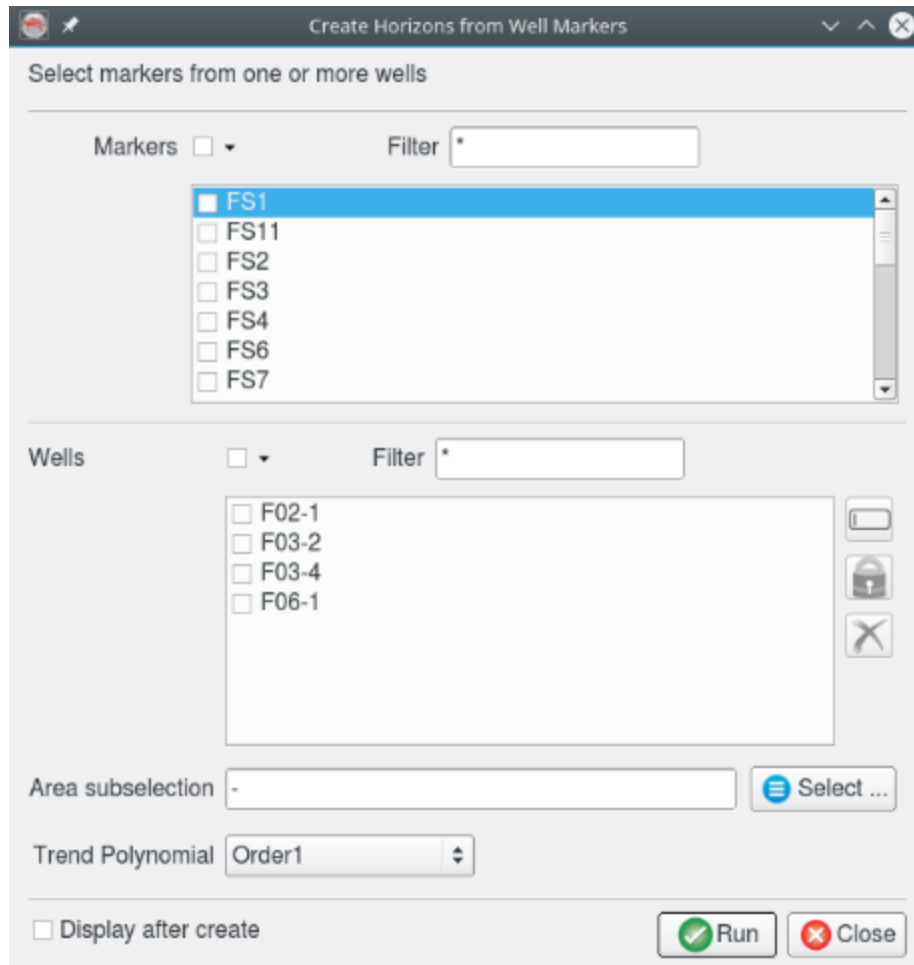 Create Horizons from Well Markers
Select markers from one or more wells
Markers Filter *
FS1
FS11
FS2
FS3
FS4
FS6
FS7
Wells Filter *
F02-1
F03-2
F03-4
F06-1
Area subselection - Select ...
Trend Polynomial Order1
Display after create Run Close